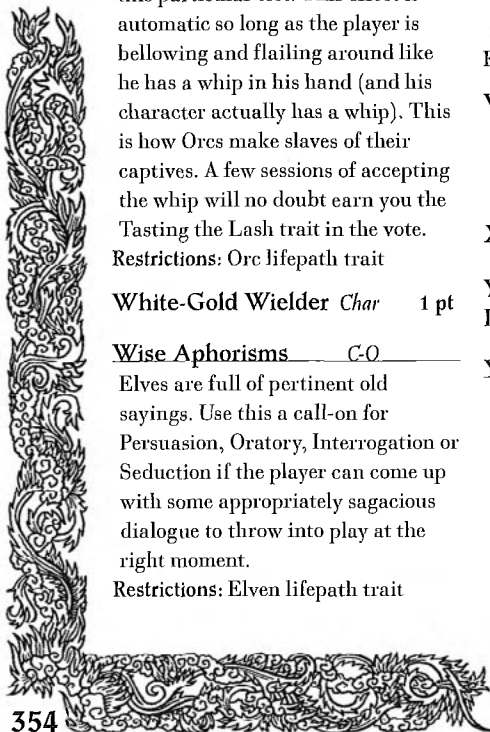 automatic so long as the player is
bellowing and flailing around like
he has a whip in his hand (and his
character actually has a whip). This
is how Orcs make slaves of their
captives. A few sessions of accepting
the whip will no doubt earn you the
Tasting the Lash trait in the vote.
Restrictions: Orc lifepath trait
White-Gold Wielder Char 1 pt
Wise Aphorisms C-O
Elves are full of pertinent old
sayings. Use this a call-on for
Persuasion, Oratory, Interrogation or
Seduction if the player can come up
with some appropriately sagacious
dialogue to throw into play at the
right moment.
Restrictions: Elven lifepath trait
354